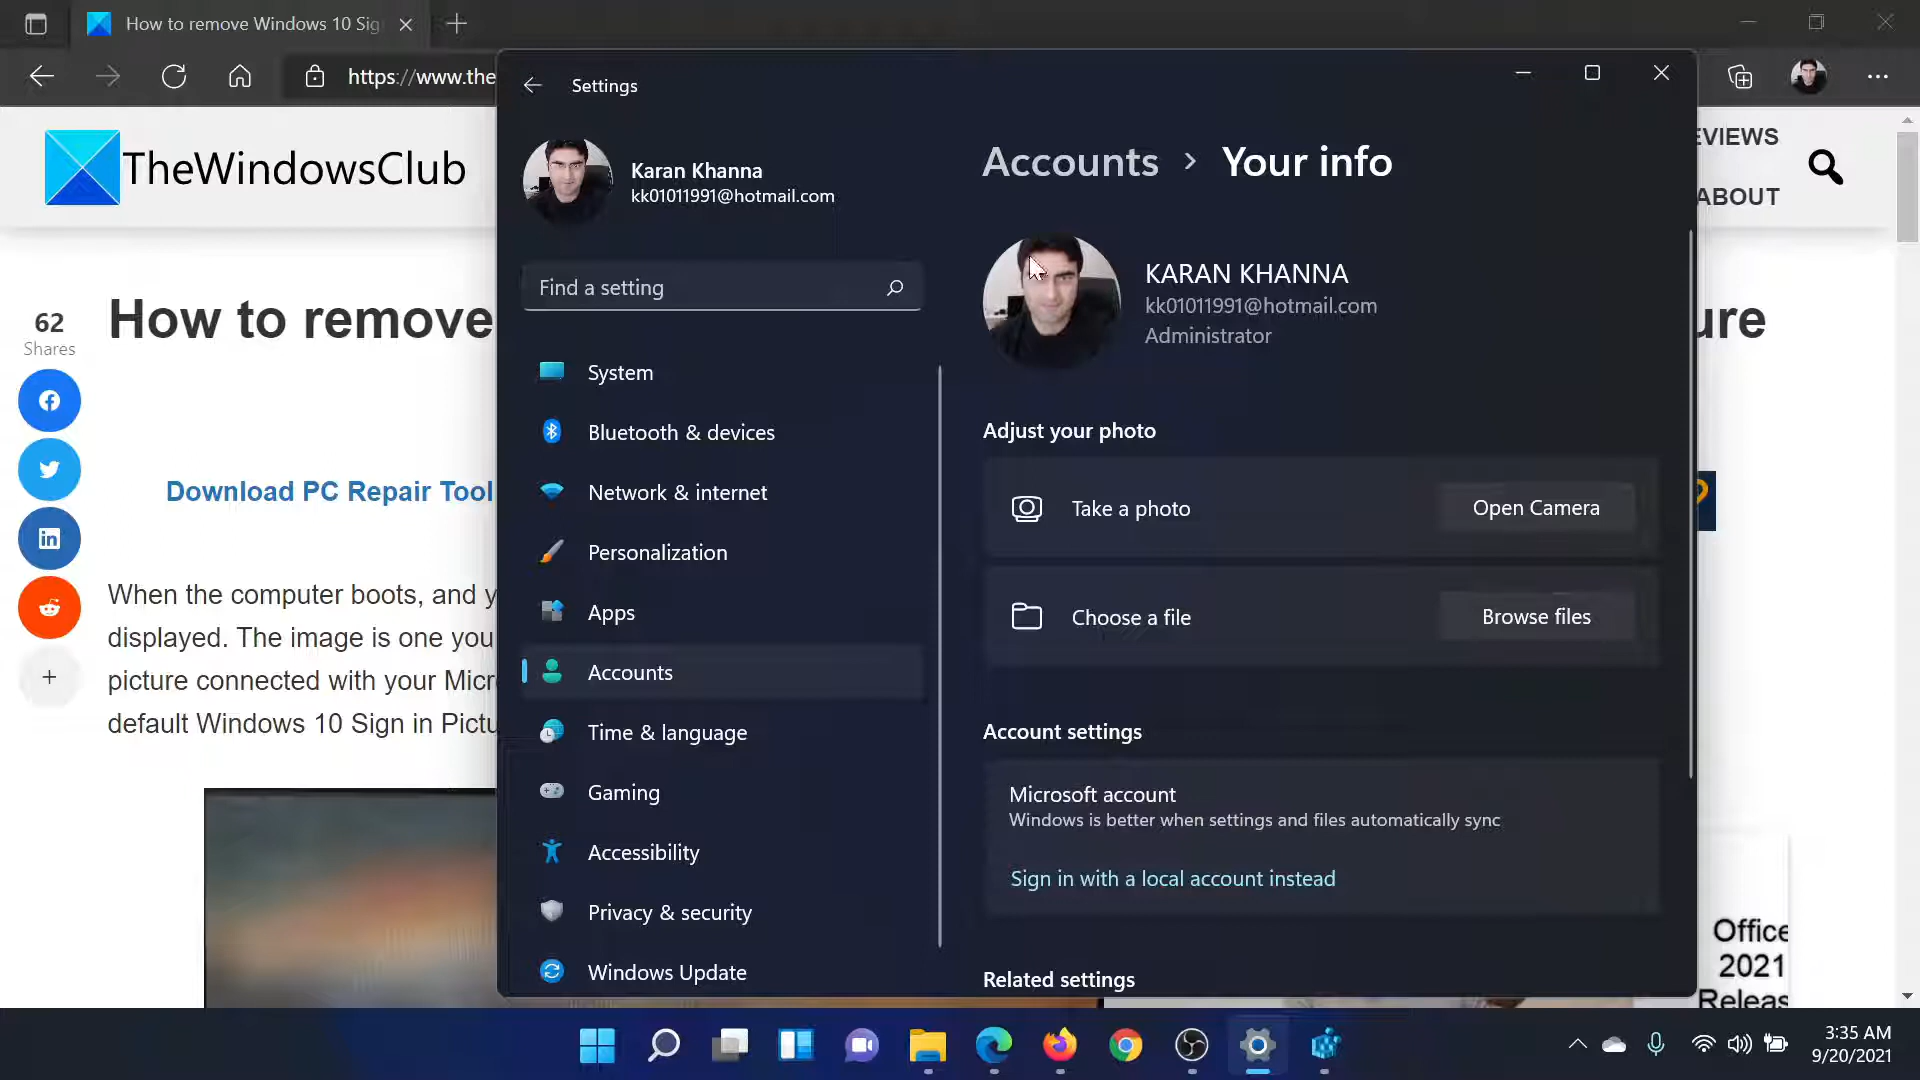 How to remove Windows 10 Sig
https://www.the
TheWindowsClub
EVIEWS
ABOUT
62
Shares
How to remove
ure
Download PC Repair Tool
When the computer boots, and y
displayed. The image is one you
picture connected with your Micr
default Windows 10 Sign in Pictu
Office
2021
Releas
Settings
Karan Khanna
kk01011991@hotmail.com
Find a setting
System
Bluetooth & devices
Network & internet
Personalization
Apps
Accounts
Time & language
Gaming
Accessibility
Privacy & security
Windows Update
Accounts > Your info
KARAN KHANNA
kk01011991@hotmail.com
Administrator
Adjust your photo
Take a photo
Open Camera
Choose a file
Browse files
Account settings
Microsoft account
Windows is better when settings and files automatically sync
Sign in with a local account instead
Related settings
3:35 AM
9/20/2021